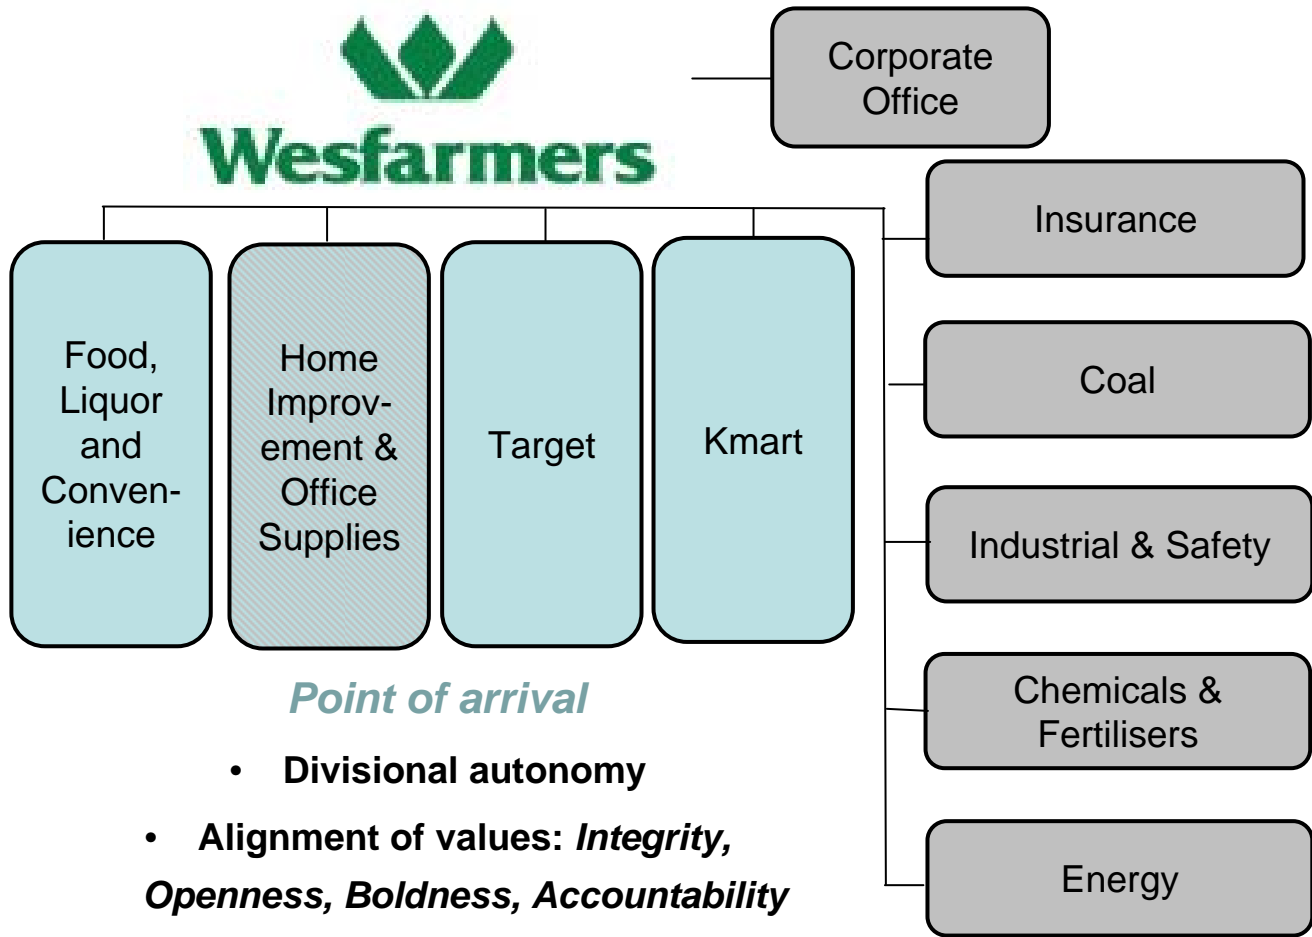 Wesfarmers
Corporate
Office
Food,
Liquor
and
Conven-
ience
Home
Improv-
ement &
Office
Supplies
Target
Kmart
Insurance
Coal
Industrial & Safety
Chemicals &
Fertilisers
Energy
Point of arrival
• Divisional autonomy
• Alignment of values: Integrity,
Openness, Boldness, Accountability